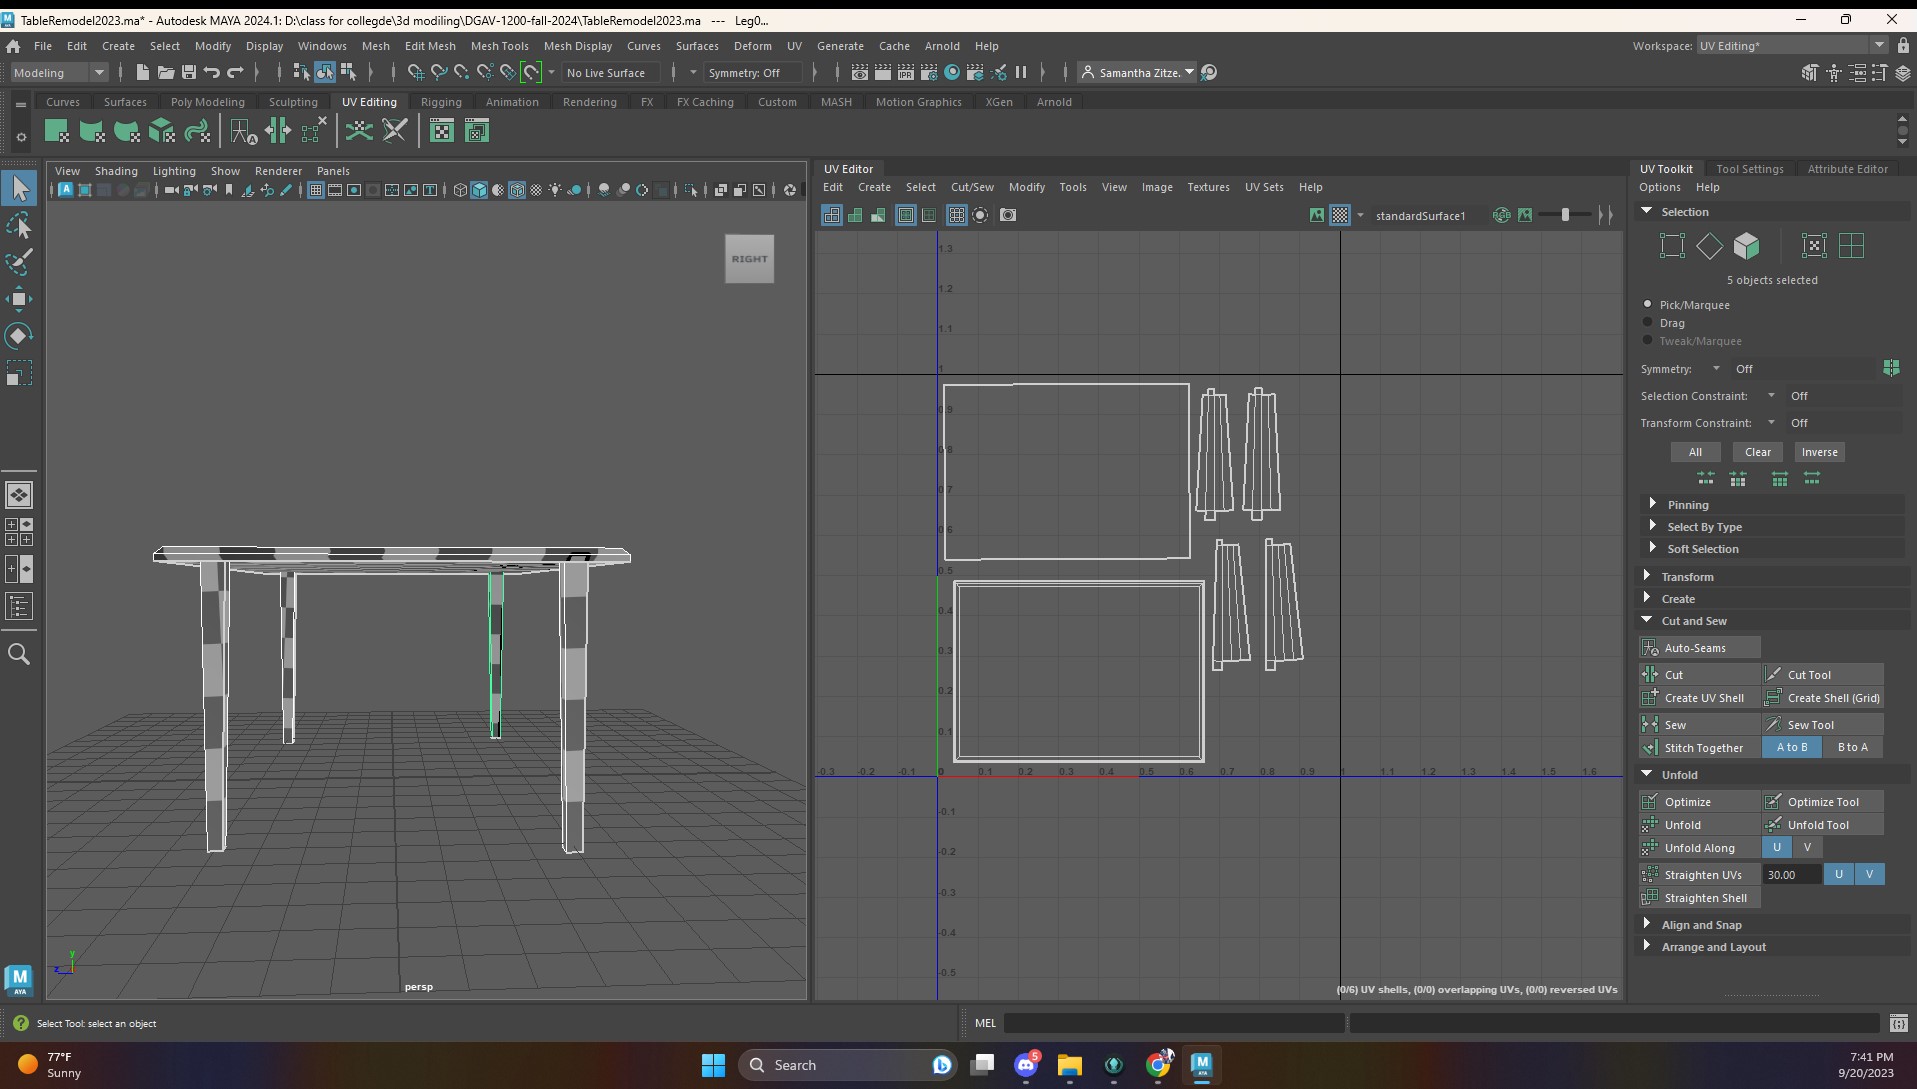 TableRemodel2023.ma* - Autodesk MAYA 2024.1: D:\class for collegde\3d modiling\DGAV-1200-fall-2024\TableRemodel2023.ma --- Leg0...
File Edit Create Select Modify Display Windows Mesh Edit Mesh Mesh Tools Mesh Display Curves Surfaces Deform UV Generate Cache Arnold Help Workspace: UV Editing*
Modeling No Live Surface Symmetry: Off IPR Samantha Zitze.
Curves Surfaces Poly Modeling Sculpting UV Editing Rigging Animation Rendering FX FX Caching Custom MASH Motion Graphics XGen Arnold
View Shading Lighting Show Renderer Panels
RIGHT
persp
y
z
UV Editor
Edit Create Select Cut/Sew Modify Tools View Image Textures UV Sets Help
standardSurface1
RGB
1.3
1.2
1.1
1
0.9
0.8
0.7
0.6
0.5
0.4
0.3
0.2
0.1
-0.3 -0.2 -0.1 0 0.1 0.2 0.3 0.4 0.5 0.6 0.7 0.8 0.9 1 1.1 1.2 1.3 1.4 1.5 1.6
-0.1
-0.2
-0.3
-0.4
-0.5
(0/6) UV shells, (0/0) overlapping UVs, (0/0) reversed UVs
UV Toolkit Tool Settings Attribute Editor
Options Help
Selection
5 objects selected
Pick/Marquee
Drag
Tweak/Marquee
Symmetry: Off
Selection Constraint: Off
Transform Constraint: Off
All Clear Inverse
Pinning
Select By Type
Soft Selection
Transform
Create
Cut and Sew
Auto-Seams
Cut Cut Tool
Create UV Shell Create Shell (Grid)
Sew Sew Tool
Stitch Together A to B B to A
Unfold
Optimize Optimize Tool
Unfold Unfold Tool
Unfold Along U V
Straighten UVs 30.00 U V
Straighten Shell
Align and Snap
Arrange and Layout
M
AYA
Select Tool: select an object
MEL
77°F
Sunny
Search
5
7:41 PM
9/20/2023